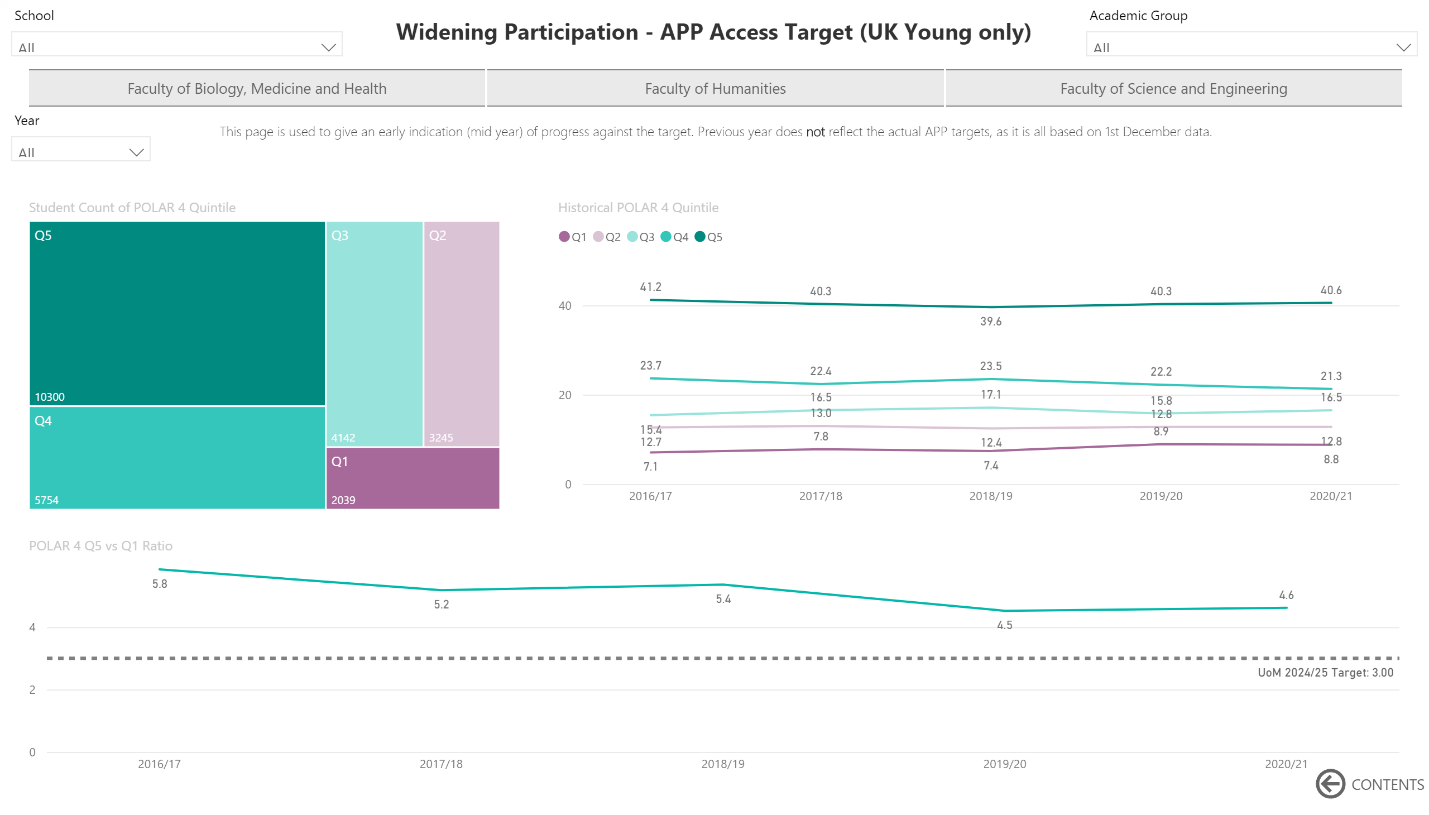 School
All
Widening Participation - APP Access Target (UK Young only)
Academic Group
All
Faculty of Biology, Medicine and Health
Faculty of Humanities
Faculty of Science and Engineering
Year
All
This page is used to give an early indication (mid year) of progress against the target. Previous year does not reflect the actual APP targets, as it is all based on 1st December data.
Student Count of POLAR 4 Quintile
Q5
10300
Q4
5754
Q3
4142
Q2
3245
Q1
2039
Historical POLAR 4 Quintile
Q1 Q2 Q3 Q4 Q5
40
20
0
41.2 40.3 39.6 40.3 40.6
23.7 22.4 23.5 22.2 21.3
15.4 16.5 17.1 15.8 16.5
12.7 13.0 12.4 12.8 12.8
7.1 7.8 7.4 8.9 8.8
2016/17 2017/18 2018/19 2019/20 2020/21
POLAR 4 Q5 vs Q1 Ratio
5.8 5.2 5.4 4.5 4.6
4
2
0
UoM 2024/25 Target: 3.00
2016/17 2017/18 2018/19 2019/20 2020/21
CONTENTS